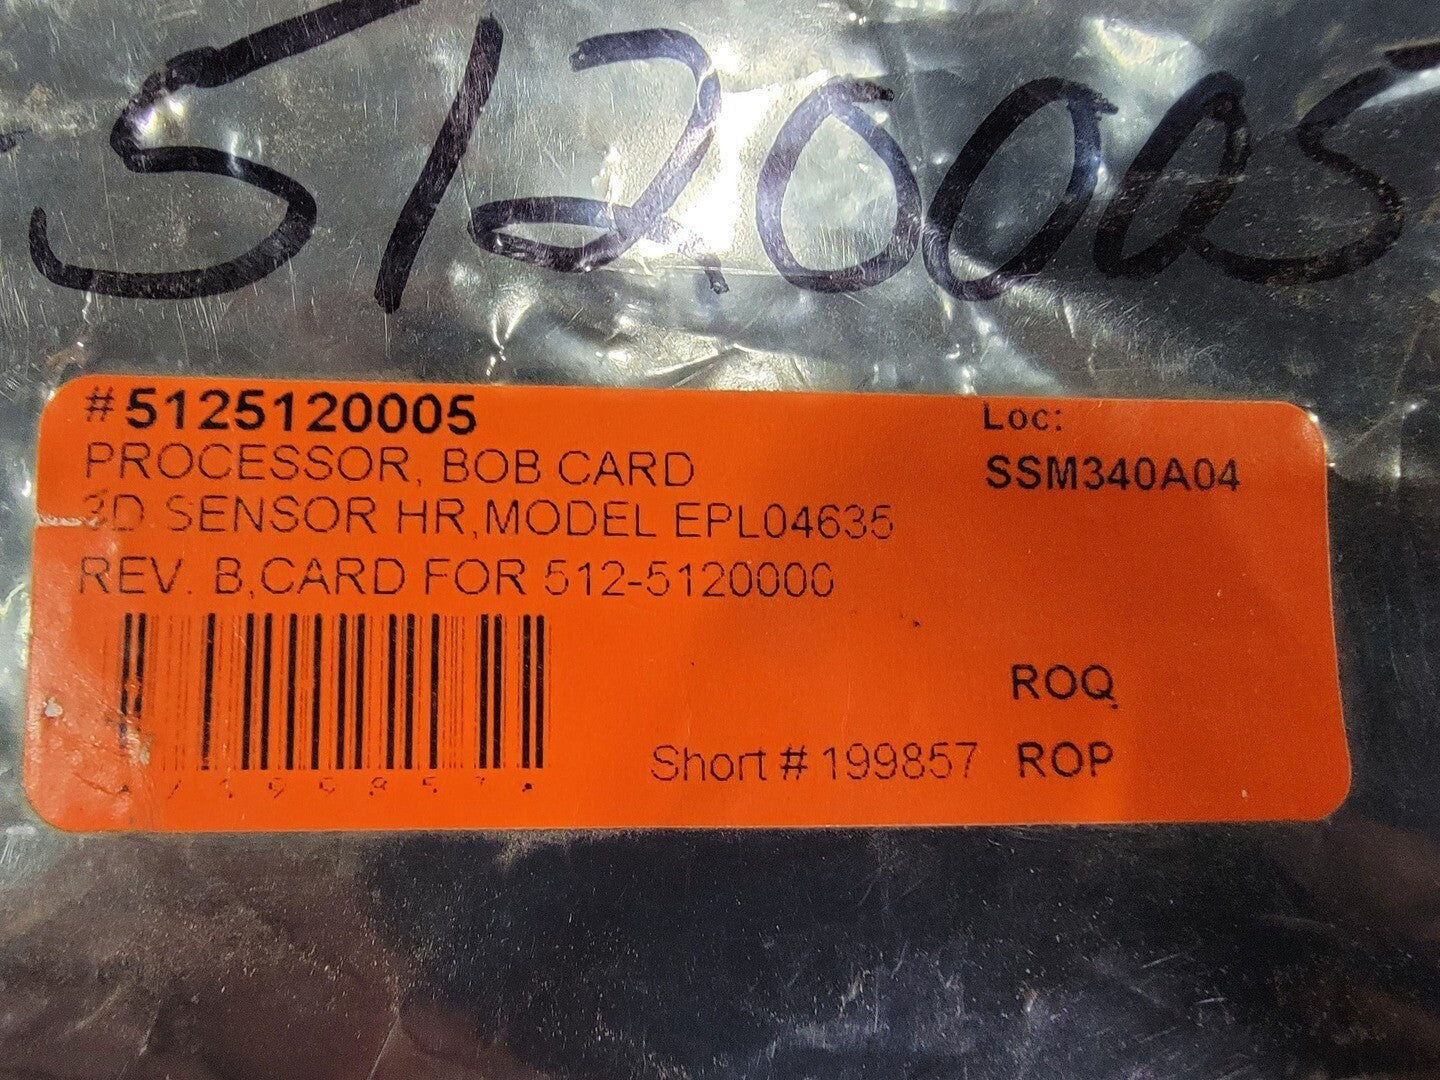 5120005
#5125120005
Loc:
PROCESSOR, BOB CARD
SSM340A04
3D SENSOR HR,MODEL EPL04635
REV. B,CARD FOR 512-5120000
ROQ
Short # 199857 ROP